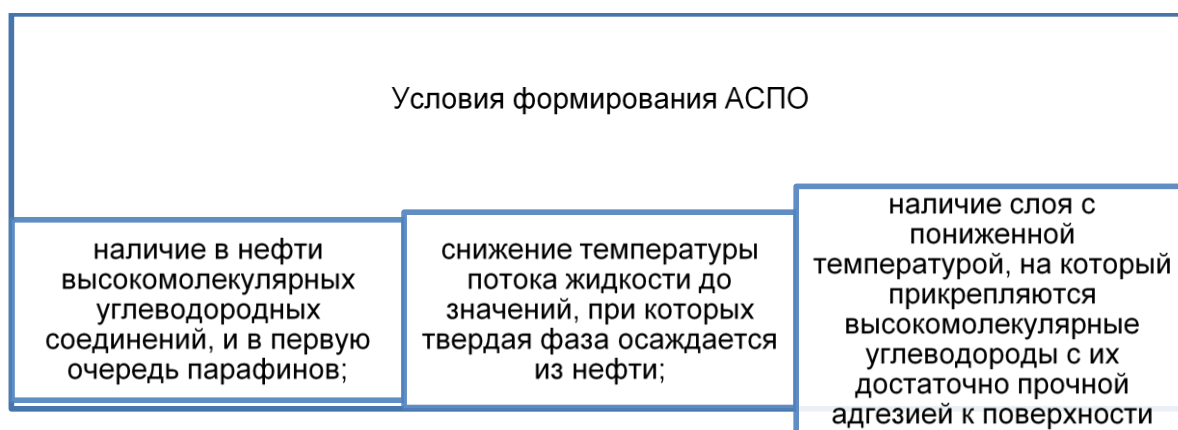 Условия формирования АСПО
наличие в нефти
высокомолекулярных
углеводородных
соединений, и в первую
очередь парафинов;
снижение температуры
потока жидкости до
значений, при которых
твердая фаза осаждается
из нефти;
наличие слоя с
пониженной
температурой, на который
прикрепляются
высокомолекулярные
углеводороды с их
достаточно прочной
адгезией к поверхности